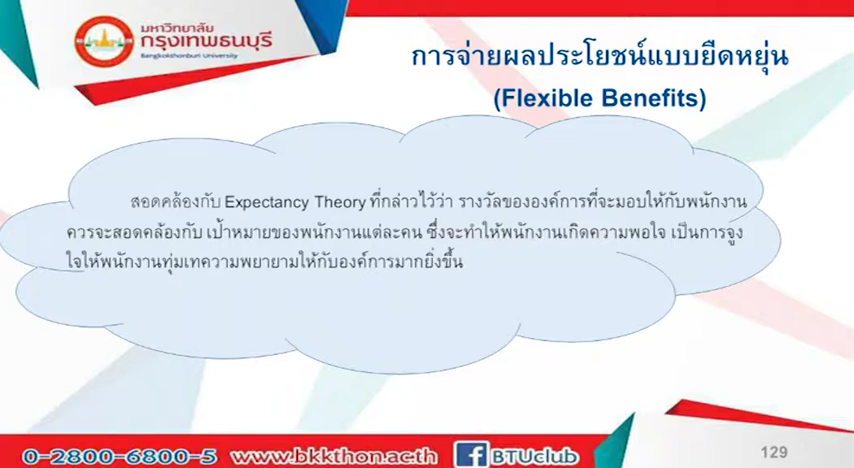 มหาวิทยาลัย
กรุงเทพธนบุรี
Bangkokthonburi University
การจ่ายผลประโยชน์แบบยืดหยุ่น
(Flexible Benefits)
สอดคล้องกับ Expectancy Theory ที่กล่าวไว้ว่า รางวัลขององค์การที่จะมอบให้กับพนักงาน
ควรจะสอดคล้องกับ เป้าหมายของพนักงานแต่ละคน ซึ่งจะทำให้พนักงานเกิดความพอใจ เป็นการจูง
ใจให้พนักงานทุ่มเทความพยายามให้กับองค์การมากยิ่งขึ้น
0-2800-6800-5 www.bkkthon.ac.th f BTUclub
129